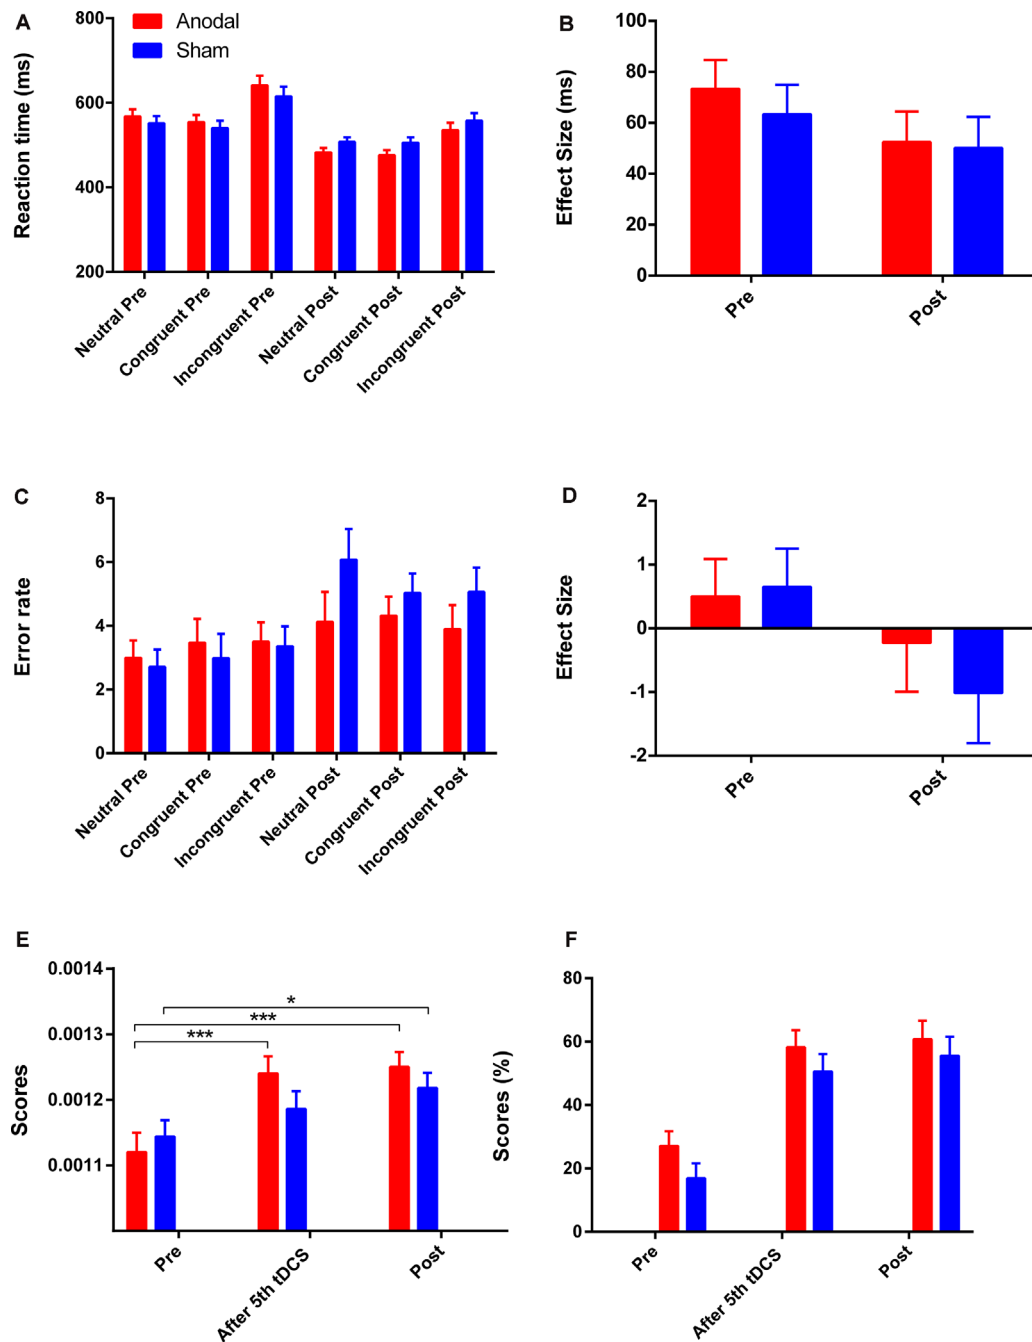 A
Anodal
Sham
Reaction time (ms)
800
600
400
200
Neutral Pre
Congruent Pre
Incongruent Pre
Neutral Post
Congruent Post
Incongruent Post
B
Effect Size (ms)
100
80
60
40
20
0
Pre
Post
C
Error rate
8
6
4
2
0
Neutral Pre
Congruent Pre
Incongruent Pre
Neutral Post
Congruent Post
Incongruent Post
D
Effect Size
2
1
0
-1
-2
Pre
Post
E
Scores
0.0014
0.0013
0.0012
0.0011
*
***
***
Pre
After 5th tDCS
Post
F
Scores (%)
80
60
40
20
0
Pre
After 5th tDCS
Post